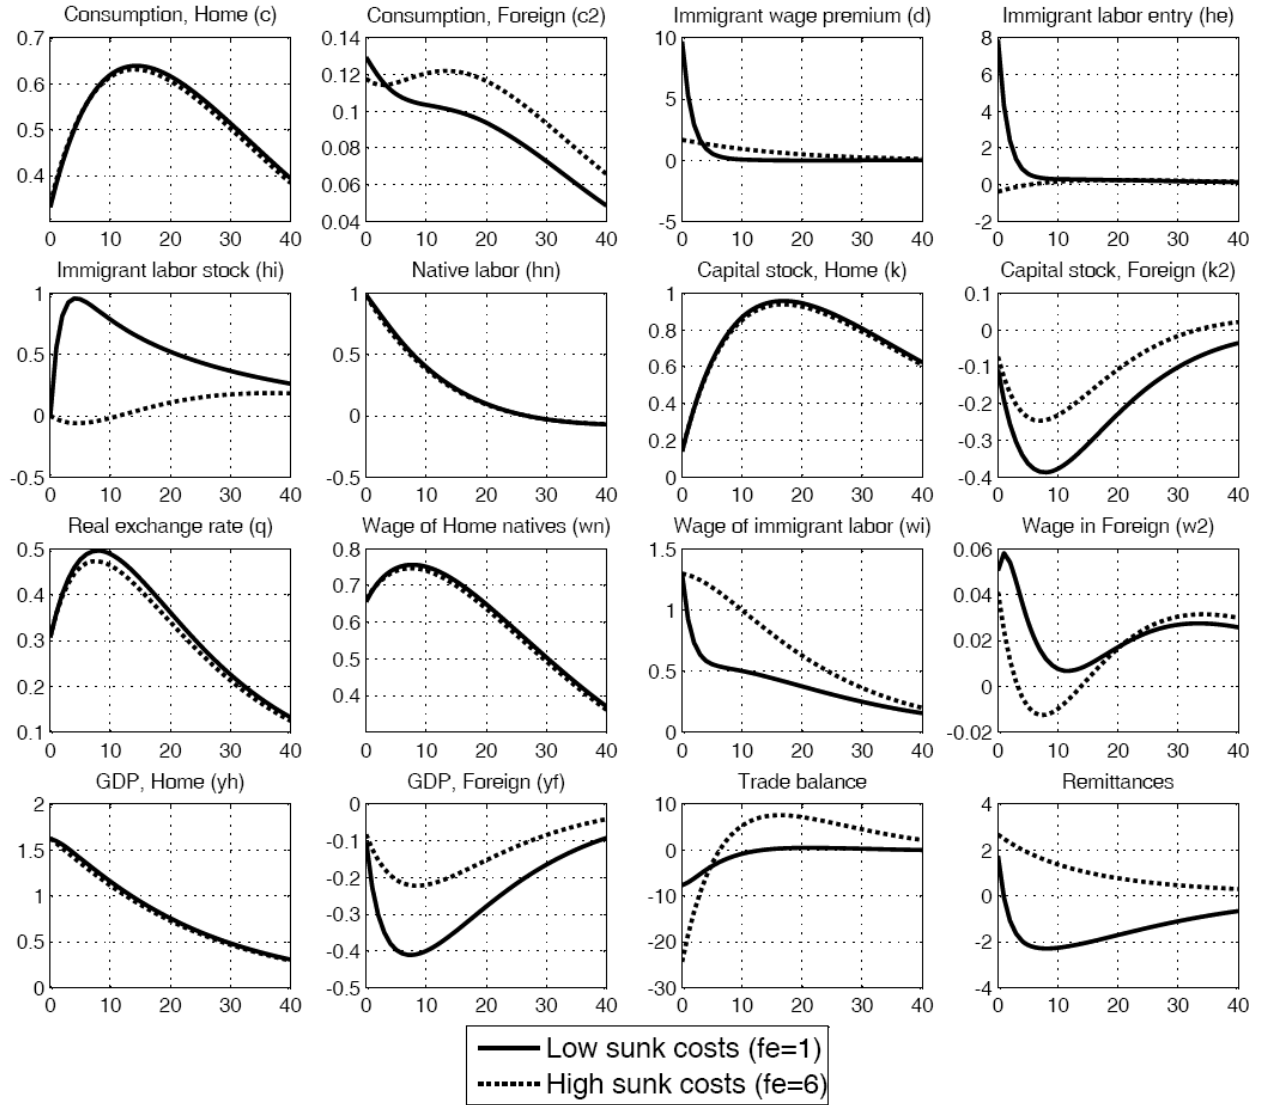 Consumption, Home (c) Consumption, Foreign (c2) Immigrant wage premium (d) Immigrant labor entry (he)
0.7 0.14 10 8
0.12 6
0.6
5
0.1 4
0.5
0.08 2
0
0.4
0.06 0
0.04 -5 -2
0 10 20 30 40 0 10 20 30 40 0 10 20 30 40 0 10 20 30 40
Immigrant labor stock (hi) Native labor (hn) Capital stock, Home (k) Capital stock, Foreign (k2)
1 1 1 0.1
0.8 0
0.5 0.5
0.6 -0.1
0.4 -0.2
0 0
0.2 -0.3
-0.5 -0.5 0 -0.4
0 10 20 30 40 0 10 20 30 40 0 10 20 30 40 0 10 20 30 40
Real exchange rate (q) Wage of Home natives (wn) Wage of immigrant labor (wi) Wage in Foreign (w2)
0.5 0.8 1.5 0.06
0.7
0.4 0.04
0.6 1
0.3 0.02
0.5
0.5
0.2 0
0.4
0.1 0 -0.02
0 10 20 30 40 0 10 20 30 40 0 10 20 30 40 0 10 20 30 40
GDP, Home (yh) GDP, Foreign (yf) Trade balance Remittances
2 0 10 4
-0.1
1.5 0 2
-0.2
1 -10 0
-0.3
0.5 -20 -2
-0.4
0 -0.5 -30 -4
0 10 20 30 40 0 10 20 30 40 0 10 20 30 40 0 10 20 30 40
Low sunk costs (fe=1)
High sunk costs (fe=6)